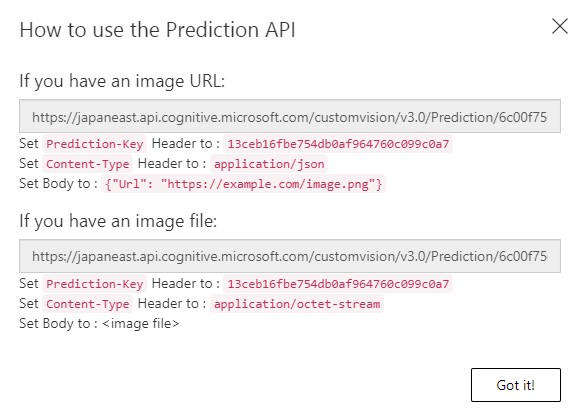 How to use the Prediction API
If you have an image URL:
https://japaneast.api.cognitive.microsoft.com/customvision/v3.0/Prediction/6c00f75
Set Prediction-Key Header to : 13ceb16fbe754db0af964760c099c0a7
Set Content-Type Header to : application/json
Set Body to : {"Url": "https://example.com/image.png"}
If you have an image file:
https://japaneast.api.cognitive.microsoft.com/customvision/v3.0/Prediction/6c00f75
Set Prediction-Key Header to : 13ceb16fbe754db0af964760c099c0a7
Set Content-Type Header to : application/octet-stream
Set Body to : <image file>
Got it!